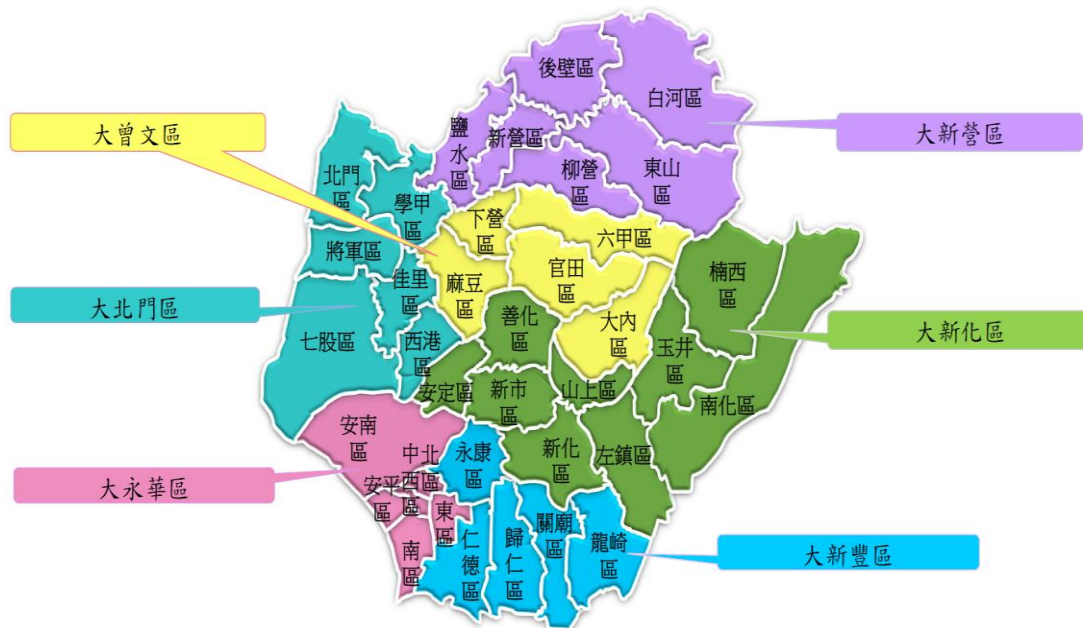 後壁區
白河區
大曾文區
鹽
水
區
新營區
大新營區
柳營
區
東山
區
北門
區
學甲
區
下營
區
六甲區
將軍區
佳里
區
麻豆
區
官田
區
楠西
區
大北門區
七股區
西港
區
善化
區
大內
區
玉井
區
大新化區
安定區
新市
區
山上區
南化區
安南
區
中北
西區
區
永康
區
新化
區
左鎮區
大永華區
安平
區
東
區
南
區
仁
德
區
歸
仁
區
關廟
區
龍崎
區
大新豐區